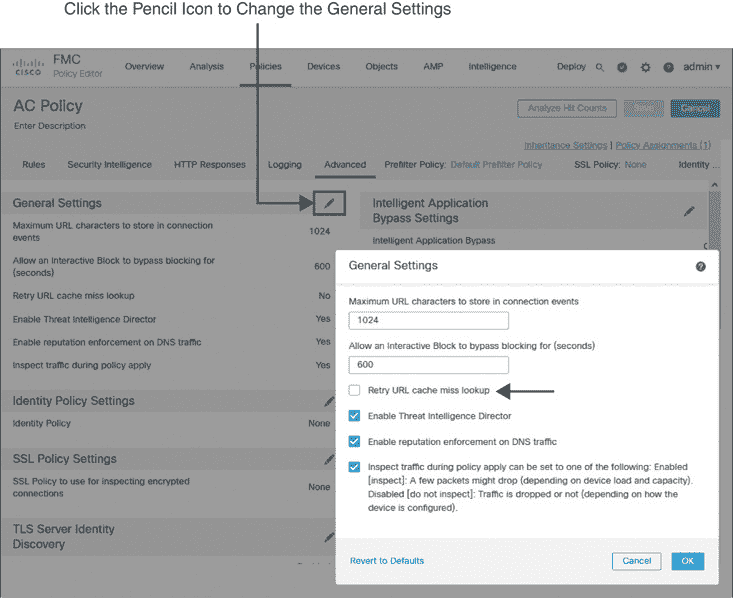 Click the Pencil Icon to Change the General Settings
CISCO
FMC
Policy Editor
Overview
Analysis
Policies
Devices
Objects
AMP
Intelligence
Deploy
admin
AC Policy
Enter Description
Analyze Hit Counts
Save
Cancel
Inheritance Settings | Policy Assignments (1)
Rules
Security Intelligence
HTTP Responses
Logging
Advanced
Prefilter Policy: Default Prefilter Policy
SSL Policy: None
Identity ...
General Settings
Maximum URL characters to store in connection
events
1024
Allow an Interactive Block to bypass blocking for
(seconds)
600
Retry URL cache miss lookup
No
Enable Threat Intelligence Director
Yes
Enable reputation enforcement on DNS traffic
Yes
Inspect traffic during policy apply
Yes
Identity Policy Settings
Identity Policy
None
SSL Policy Settings
SSL Policy to use for inspecting encrypted
connections
None
TLS Server Identity
Discovery
Intelligent Application
Bypass Settings
Intelligent Application Bypass
General Settings
Maximum URL characters to store in connection events
1024
Allow an Interactive Block to bypass blocking for (seconds)
600
Retry URL cache miss lookup
Enable Threat Intelligence Director
Enable reputation enforcement on DNS traffic
Inspect traffic during policy apply can be set to one of the following: Enabled
[inspect]: A few packets might drop (depending on device load and capacity).
Disabled [do not inspect]: Traffic is dropped or not (depending on how the
device is configured).
Revert to Defaults
Cancel
OK